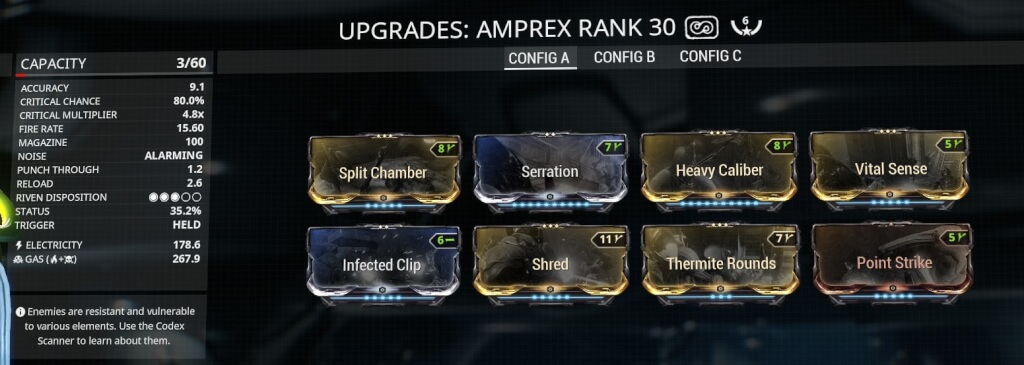 UPGRADES: AMPREX RANK 30 6
CONFIG A CONFIG B CONFIG C
CAPACITY 3/60
ACCURACY 9.1
CRITICAL CHANCE 80.0%
CRITICAL MULTIPLIER 4.8x
FIRE RATE 15.60
MAGAZINE 100
NOISE ALARMING
PUNCH THROUGH 1.2
RELOAD 2.6
RIVEN DISPOSITION
STATUS 35.2%
TRIGGER HELD
ELECTRICITY 178.6
GAS ( + ) 267.9
Enemies are resistant and vulnerable
to various elements. Use the Codex
Scanner to learn about them.
8
Split Chamber
7
Serration
8
Heavy Caliber
5
Vital Sense
6
Infected Clip
11
Shred
7
Thermite Rounds
5
Point Strike